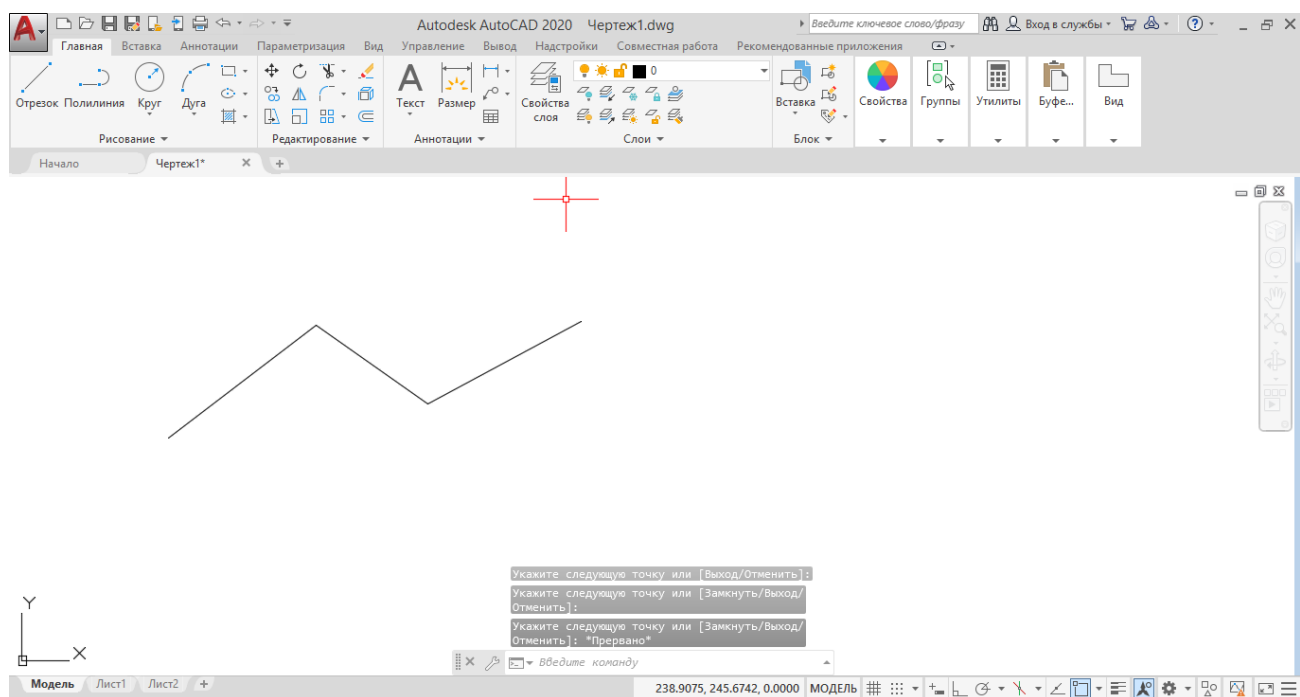 Autodesk AutoCAD 2020 Чертеж1.dwg Введите ключевое слово/фразу Вход в службы
Главная Вставка Аннотации Параметризация Вид Управление Вывод Надстройки Совместная работа Рекомендованные приложения
0
Отрезок Полилиния Круг Дуга Текст Размер Свойства слоя Вставка Свойства Группы Утилиты Буфе... Вид
Рисование Редактирование Аннотации Слои Блок
Начало Чертеж1* +
Укажите следующую точку или [Выход/Отменить]:
Укажите следующую точку или [Замкнуть/Выход/
Отменить]:
Укажите следующую точку или [Замкнуть/Выход/
Отменить]: *Прервано*
Y
X
Введите команду
Модель Лист1 Лист2 + 238.9075, 245.6742, 0.0000 МОДЕЛЬ